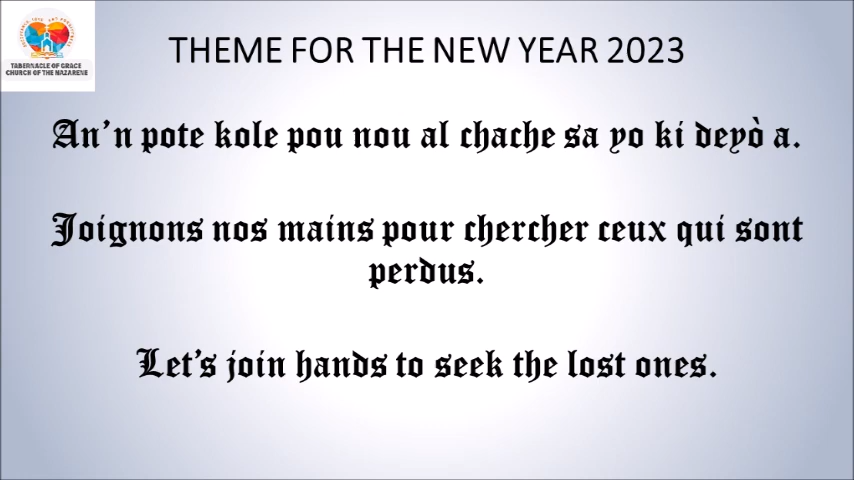 TABERNACLE OF GRACE
CHURCH OF THE NAZARENE
THEME FOR THE NEW YEAR 2023
An'n pote kole pou nou al chache sa yo ki deyò a.
Joignons nos mains pour chercher ceux qui sont
perdus.
Let's join hands to seek the lost ones.